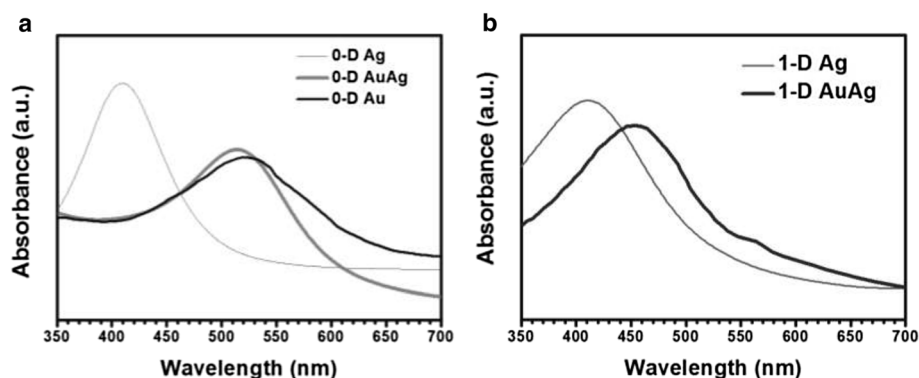 a
0-D Ag
0-D AuAg
0-D Au
Absorbance (a.u.)
350 400 450 500 550 600 650 700
Wavelength (nm)
b
1-D Ag
1-D AuAg
Absorbance (a.u.)
350 400 450 500 550 600 650 700
Wavelength (nm)